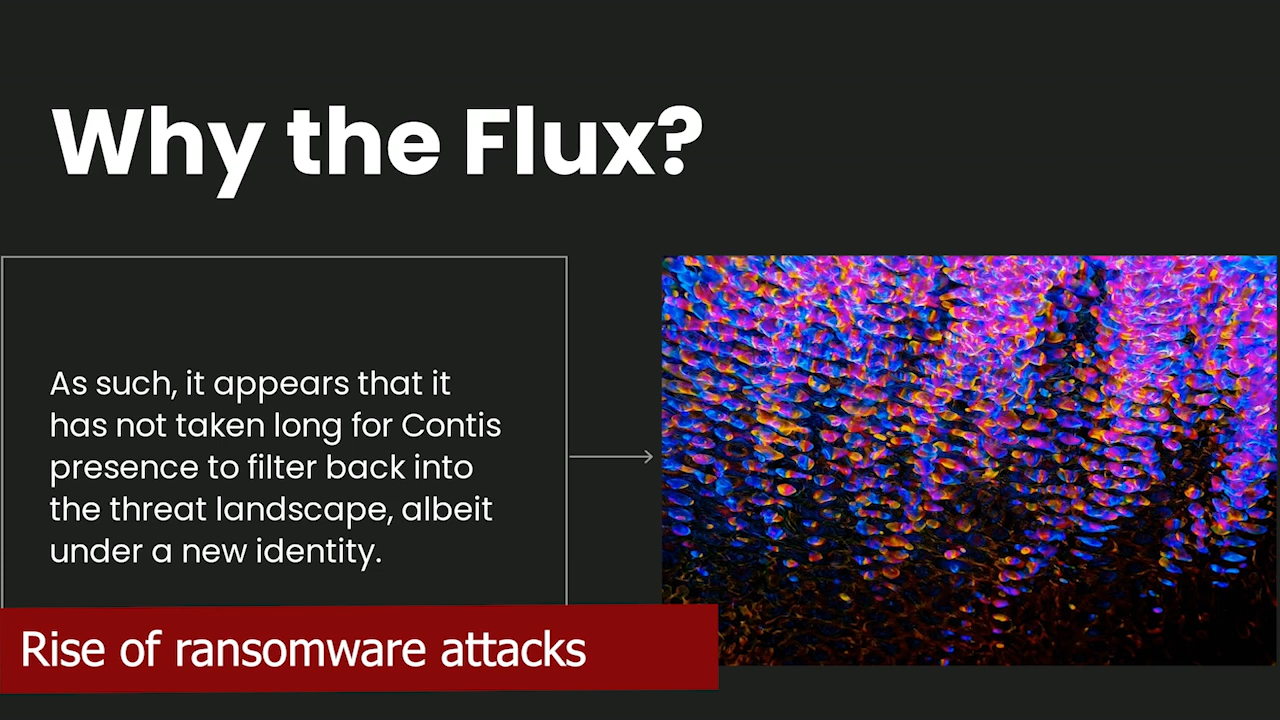 Why the Flux?
As such, it appears that it
has not taken long for Contis
presence to filter back into
the threat landscape, albeit
under a new identity.
Rise of ransomware attacks